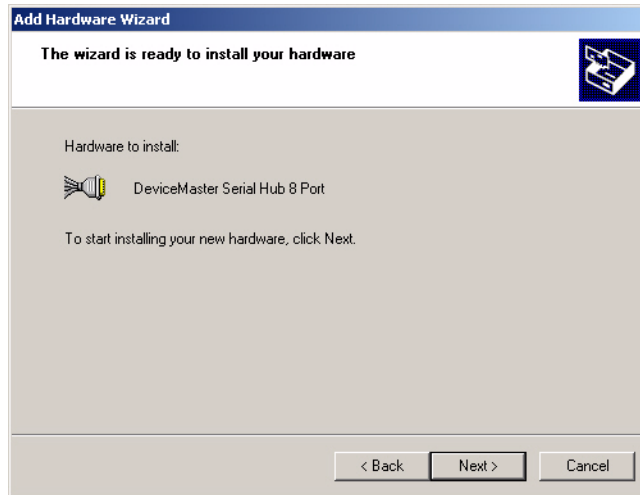 Add Hardware Wizard
The wizard is ready to install your hardware
Hardware to install:
DeviceMaster Serial Hub 8 Port
To start installing your new hardware, click Next.
< Back
Next >
Cancel